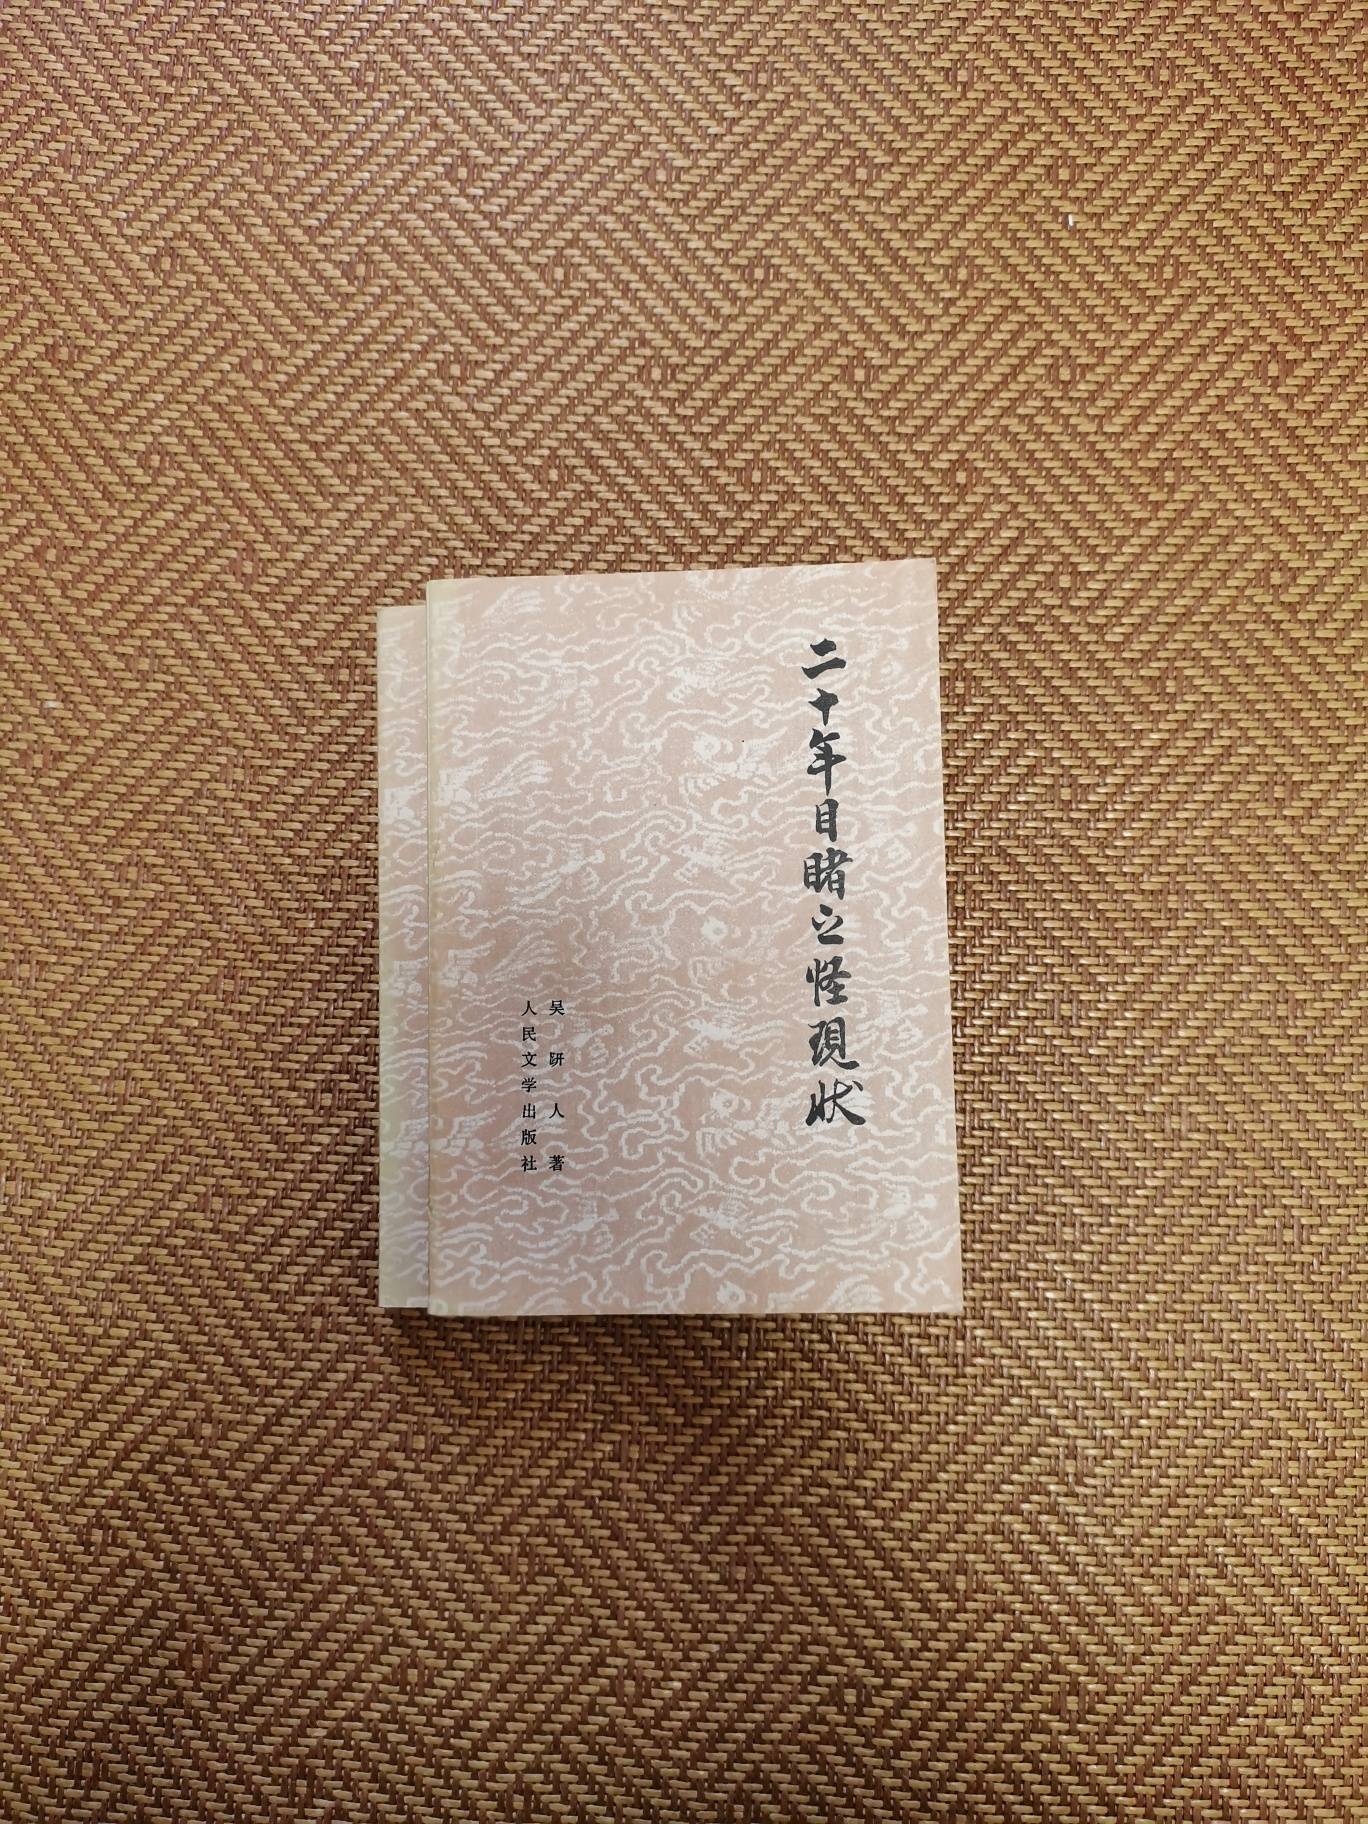 二十年目睹之怪現状
吴趼人著
人民文学出版社